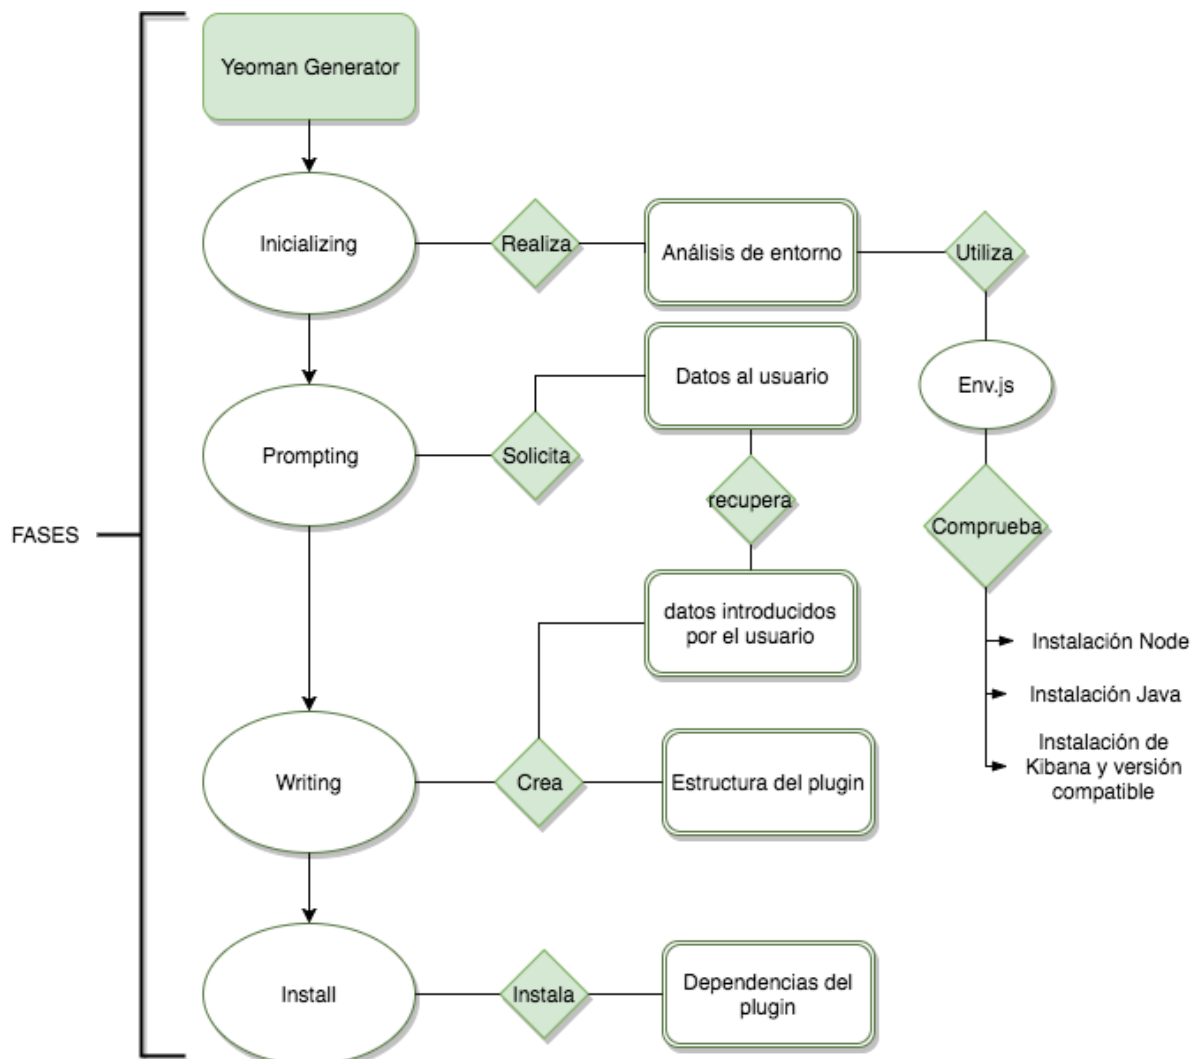 Yeoman Generator
Inicializing
Realiza
Análisis de entorno
Utiliza
Datos al usuario
Env.js
Prompting
Solicita
recupera
Comprueba
FASES
datos introducidos
por el usuario
Instalación Node
Instalación Java
Instalación de
Kibana y versión
compatible
Writing
Crea
Estructura del plugin
Install
Instala
Dependencias del
plugin